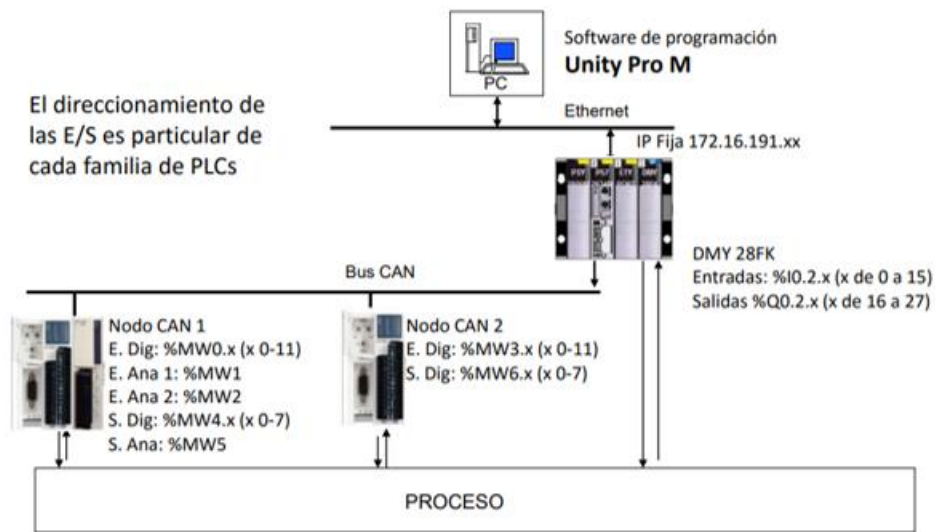 Software de programación
Unity Pro M
PC
El direccionamiento de
las E/S es particular de
cada familia de PLCs
Ethernet
IP Fija 172.16.191.xx
DMY 28FK
Entradas: %I0.2.x (x de 0 a 15)
Salidas %Q0.2.x (x de 16 a 27)
Bus CAN
Nodo CAN 1
E. Dig: %MW0.x (x 0-11)
E. Ana 1: %MW1
E. Ana 2: %MW2
S. Dig: %MW4.x (x 0-7)
S. Ana: %MW5
Nodo CAN 2
E. Dig: %MW3.x (x 0-11)
S. Dig: %MW6.x (x 0-7)
PROCESO